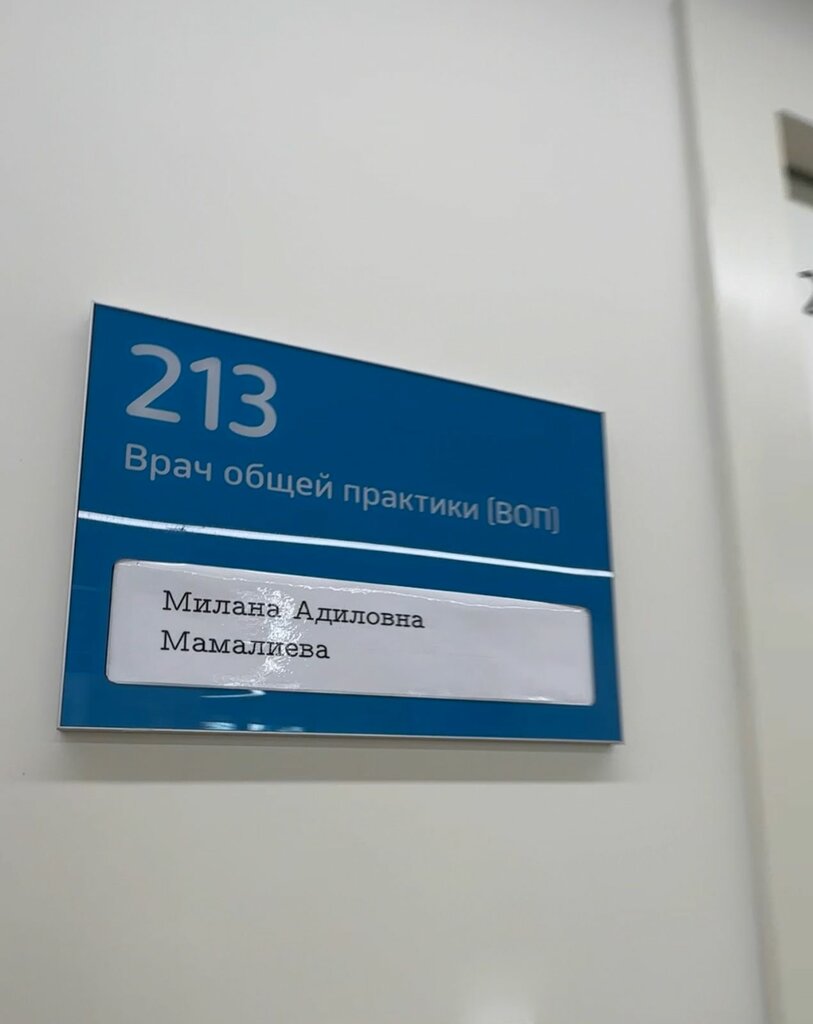 213
Врач общей практики (ВОП)
Милана Адиловна
Мамалиева